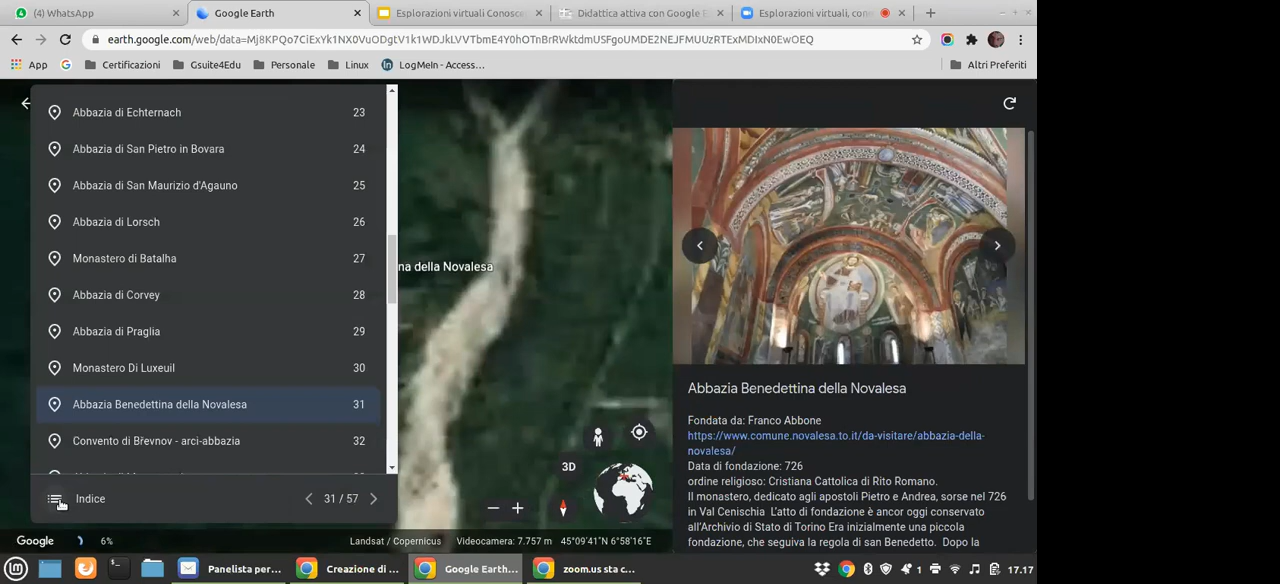 (4) WhatsApp
Google Earth
Esplorazioni virtuali Conosce
Didattica attiva con Google E
Esplorazioni virtuali, con
earth.google.com/web/data=Mj8KPQo7CiExYk1NX0VuODgtV1k1WDJkLVVTbmE4Y0hOTnBrRWktdmUSFgoUMDE2NEJFMUUzRTExMDIxN0EwOEQ
App
Certificazioni
Gsuite4Edu
Personale
Linux
LogMeIn - Access...
Altri Preferiti
Abbazia di Echternach 23
Abbazia di San Pietro in Bovara 24
Abbazia di San Maurizio d'Agauno 25
Abbazia di Lorsch 26
Monastero di Batalha 27
Abbazia di Corvey 28
Abbazia di Praglia 29
Monastero Di Luxeuil 30
Abbazia Benedettina della Novalesa 31
Convento di Břevnov - arci-abbazia 32
Indice 31 / 57
na della Novalesa
3D
Google 6%
Landsat / Copernicus Videocamera: 7.757 m 45°09'41"N 6°58'16"E
Abbazia Benedettina della Novalesa
Fondata da: Franco Abbone
https://www.comune.novalesa.to.it/da-visitare/abbazia-della-
novalesa/
Data di fondazione: 726
ordine religioso: Cristiana Cattolica di Rito Romano.
Il monastero, dedicato agli apostoli Pietro e Andrea, sorse nel 726
in Val Cenischia L'atto di fondazione è ancor oggi conservato
all'Archivio di Stato di Torino Era inizialmente una piccola
fondazione, che seguiva la regola di san Benedetto. Dopo la
Panelista per...
Creazione di ...
Google Earth...
zoom.us sta c...
1
17.17